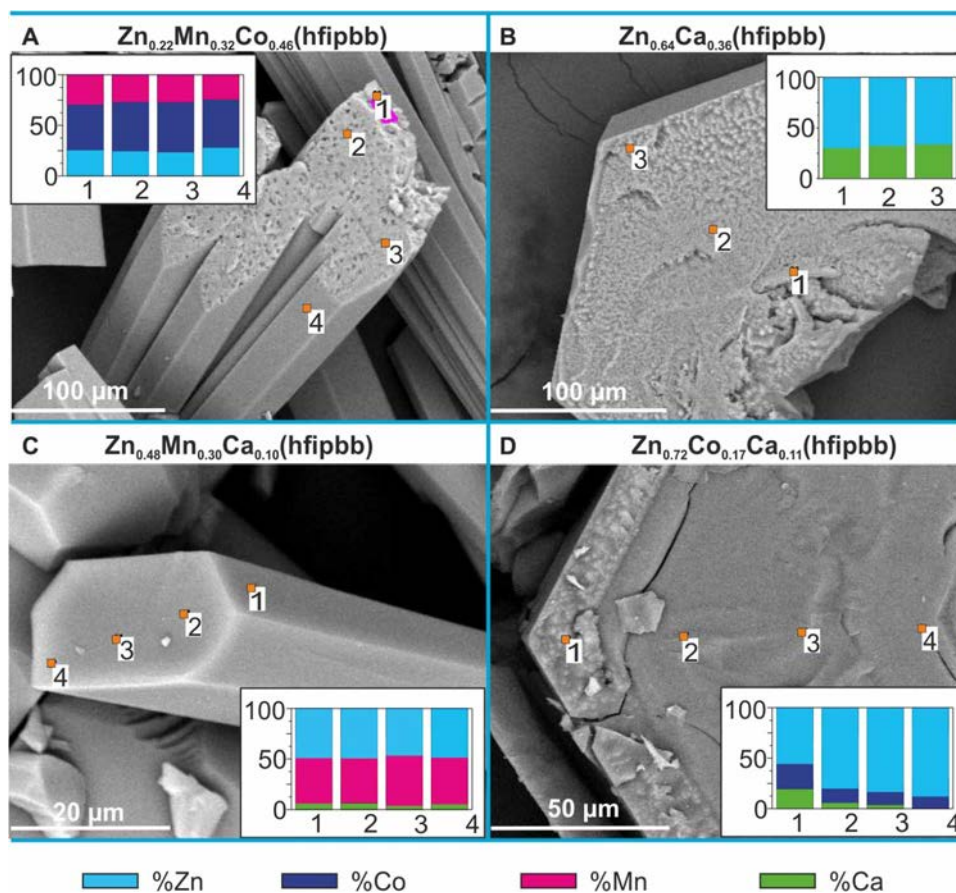 A Zn0.22Mn0.32Co0.46(hfipbb)
100
50
0
1 2 3 4
1
2
3
4
100 µm
B Zn0.64Ca0.36(hfipbb)
100
50
0
1 2 3
3
2
1
100 µm
C Zn0.48Mn0.30Ca0.10(hfipbb)
1
2
3
4
100
50
0
1 2 3 4
20 µm
D Zn0.72Co0.17Ca0.11(hfipbb)
1
2
3
4
100
50
0
1 2 3 4
50 µm
%Zn %Co %Mn %Ca